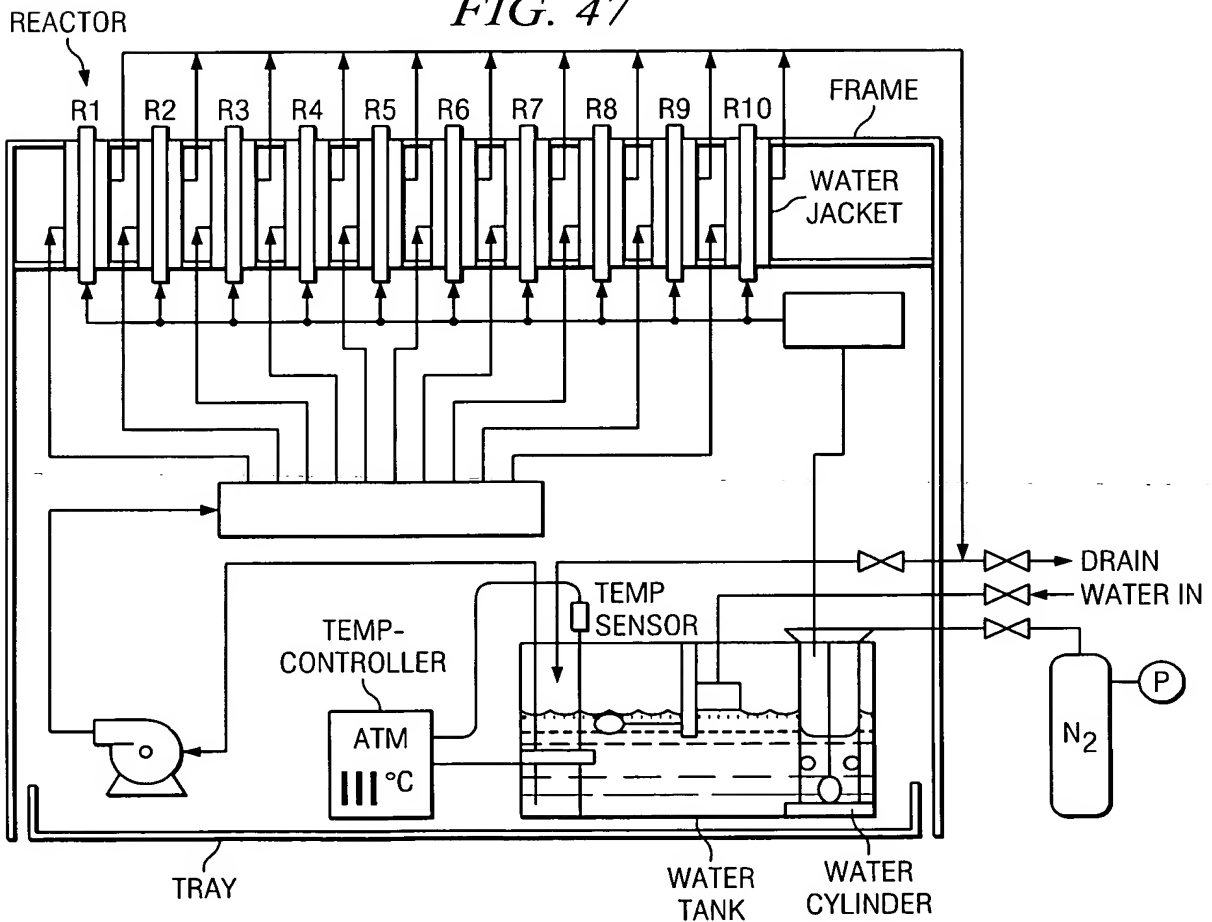 FIG. 47
REACTOR
R1 R2 R3 R4 R5 R6 R7 R8 R9 R10
FRAME
WATER
JACKET
DRAIN
WATER IN
TEMP
SENSOR
TEMP-
CONTROLLER
ATM
°C
P
N2
TRAY
WATER
TANK
WATER
CYLINDER